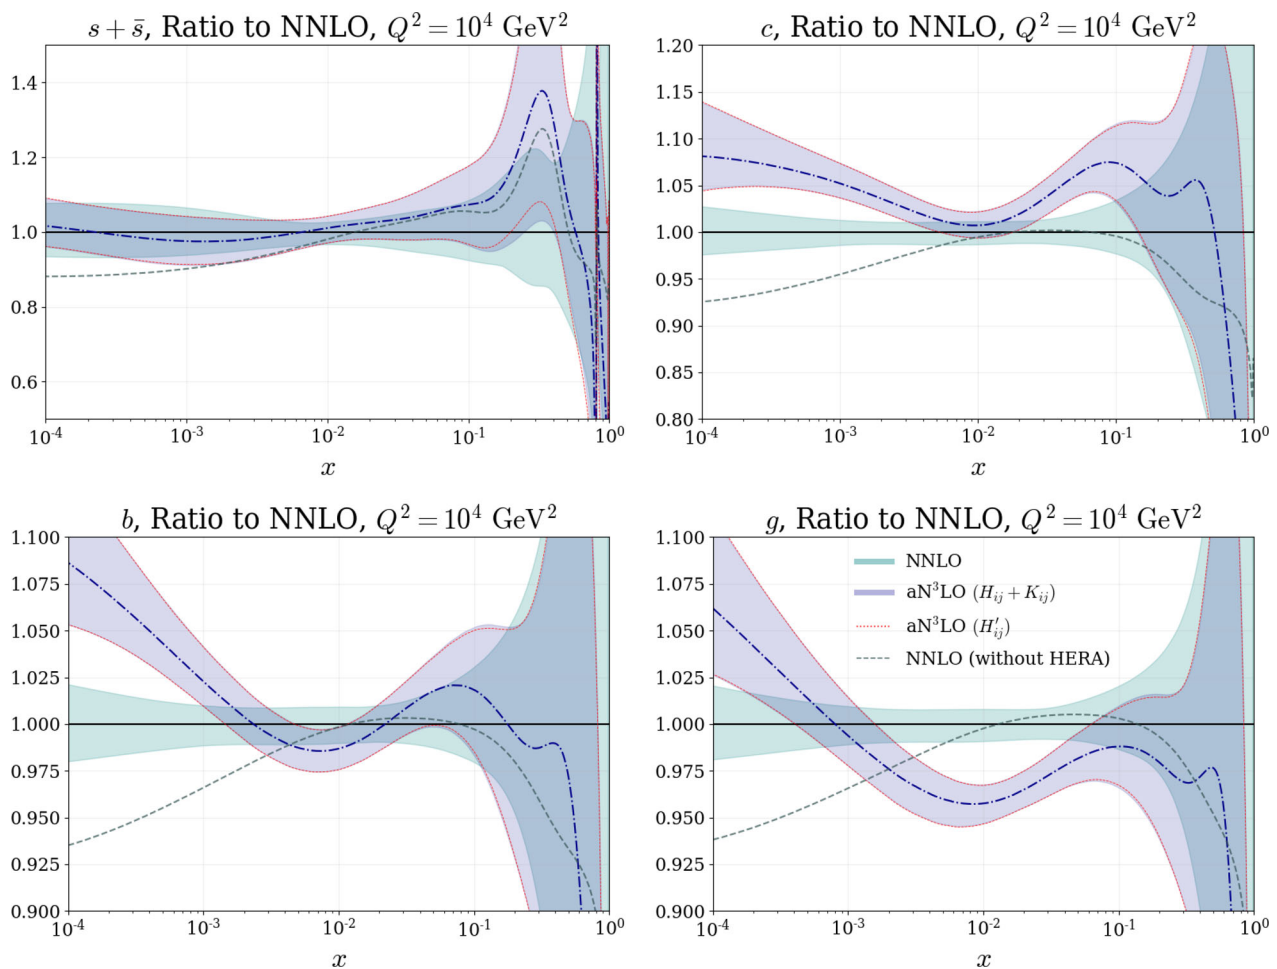 s + s̄, Ratio to NNLO, Q² = 10⁴ GeV²
1.4
1.2
1.0
0.8
0.6
10⁻⁴ 10⁻³ 10⁻² 10⁻¹ 10⁰
x
c, Ratio to NNLO, Q² = 10⁴ GeV²
1.20
1.15
1.10
1.05
1.00
0.95
0.90
0.85
0.80
10⁻⁴ 10⁻³ 10⁻² 10⁻¹ 10⁰
x
b, Ratio to NNLO, Q² = 10⁴ GeV²
1.100
1.075
1.050
1.025
1.000
0.975
0.950
0.925
0.900
10⁻⁴ 10⁻³ 10⁻² 10⁻¹ 10⁰
x
g, Ratio to NNLO, Q² = 10⁴ GeV²
1.100
1.075
1.050
1.025
1.000
0.975
0.950
0.925
0.900
NNLO
aN³LO (Hᵢⱼ + Kᵢⱼ)
aN³LO (H′ᵢⱼ)
NNLO (without HERA)
10⁻⁴ 10⁻³ 10⁻² 10⁻¹ 10⁰
x